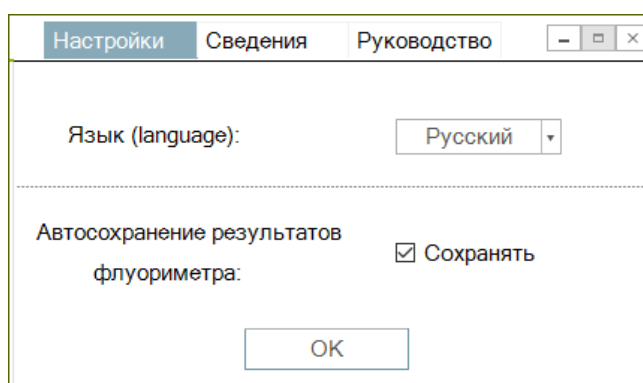 Настройки Сведения Руководство
Язык (language): Русский
Автосохранение результатов
флуориметра:
Сохранять
OK